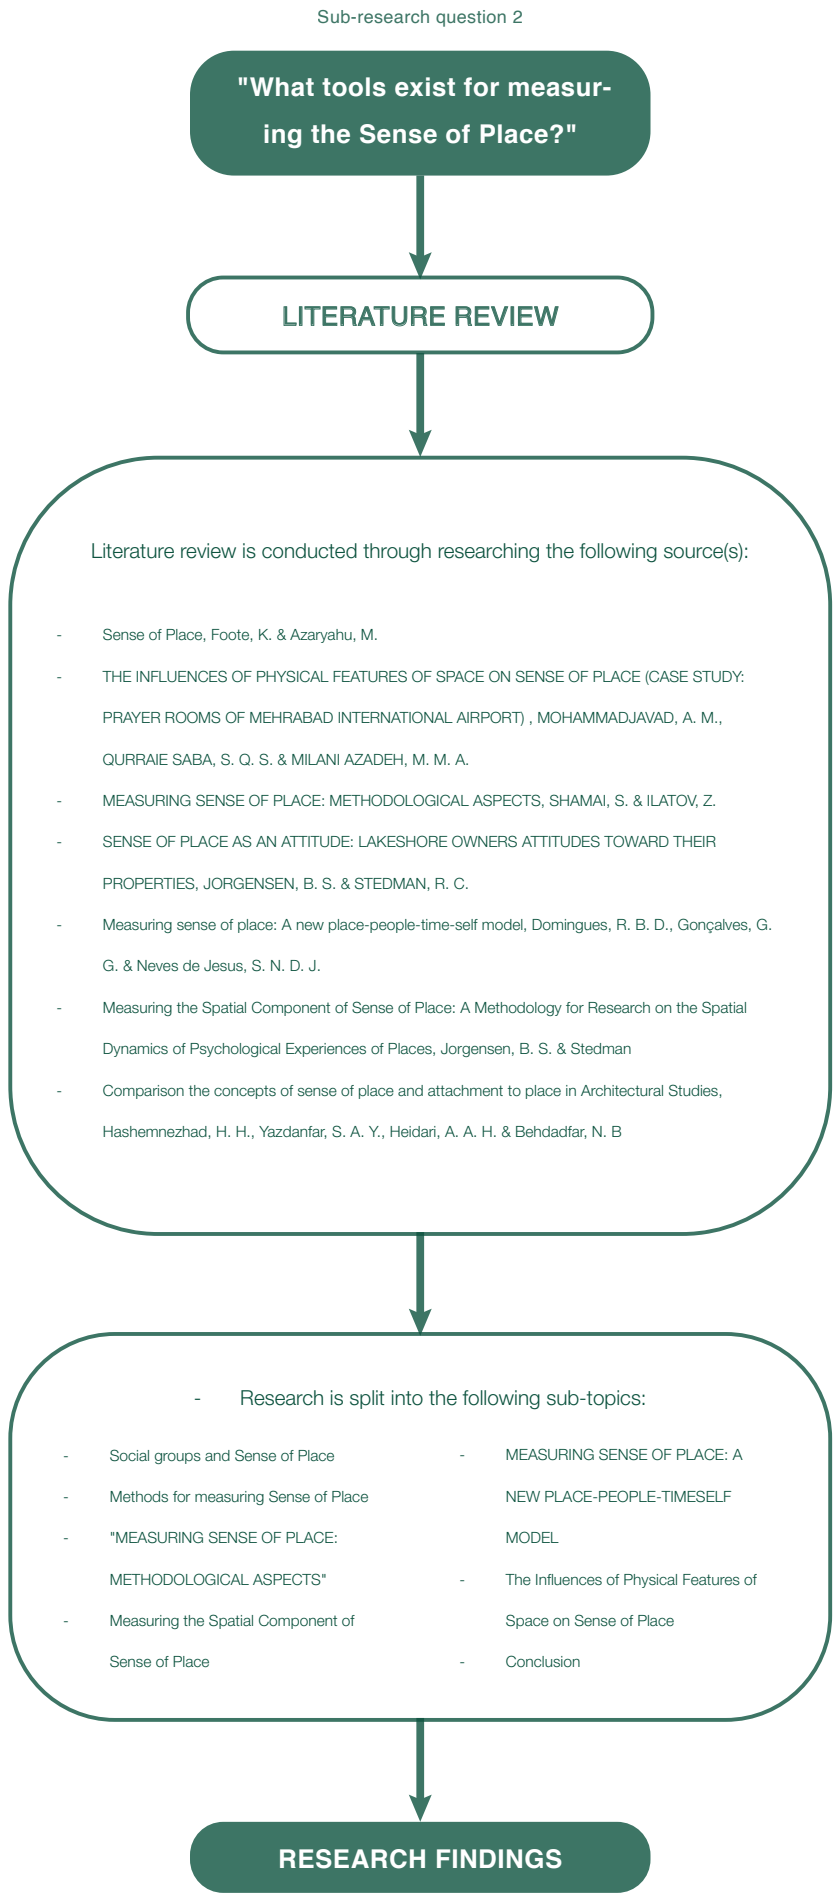 Sub-research question 2
"What tools exist for measur-
ing the Sense of Place?"
LITERATURE REVIEW
Literature review is conducted through researching the following source(s):
- Sense of Place, Foote, K. & Azaryahu, M.
- THE INFLUENCES OF PHYSICAL FEATURES OF SPACE ON SENSE OF PLACE (CASE STUDY:
PRAYER ROOMS OF MEHRABAD INTERNATIONAL AIRPORT) , MOHAMMADJAVAD, A. M.,
QURRAIE SABA, S. Q. S. & MILANI AZADEH, M. M. A.
- MEASURING SENSE OF PLACE: METHODOLOGICAL ASPECTS, SHAMAI, S. & ILATOV, Z.
- SENSE OF PLACE AS AN ATTITUDE: LAKESHORE OWNERS ATTITUDES TOWARD THEIR
PROPERTIES, JORGENSEN, B. S. & STEDMAN, R. C.
- Measuring sense of place: A new place-people-time-self model, Domingues, R. B. D., Gonçalves, G.
G. & Neves de Jesus, S. N. D. J.
- Measuring the Spatial Component of Sense of Place: A Methodology for Research on the Spatial
Dynamics of Psychological Experiences of Places, Jorgensen, B. S. & Stedman
- Comparison the concepts of sense of place and attachment to place in Architectural Studies,
Hashemnezhad, H. H., Yazdanfar, S. A. Y., Heidari, A. A. H. & Behdadfar, N. B
- Research is split into the following sub-topics:
- Social groups and Sense of Place
- Methods for measuring Sense of Place
- "MEASURING SENSE OF PLACE:
METHODOLOGICAL ASPECTS"
- Measuring the Spatial Component of
Sense of Place
- MEASURING SENSE OF PLACE: A
NEW PLACE-PEOPLE-TIMESELF
MODEL
- The Influences of Physical Features of
Space on Sense of Place
- Conclusion
RESEARCH FINDINGS